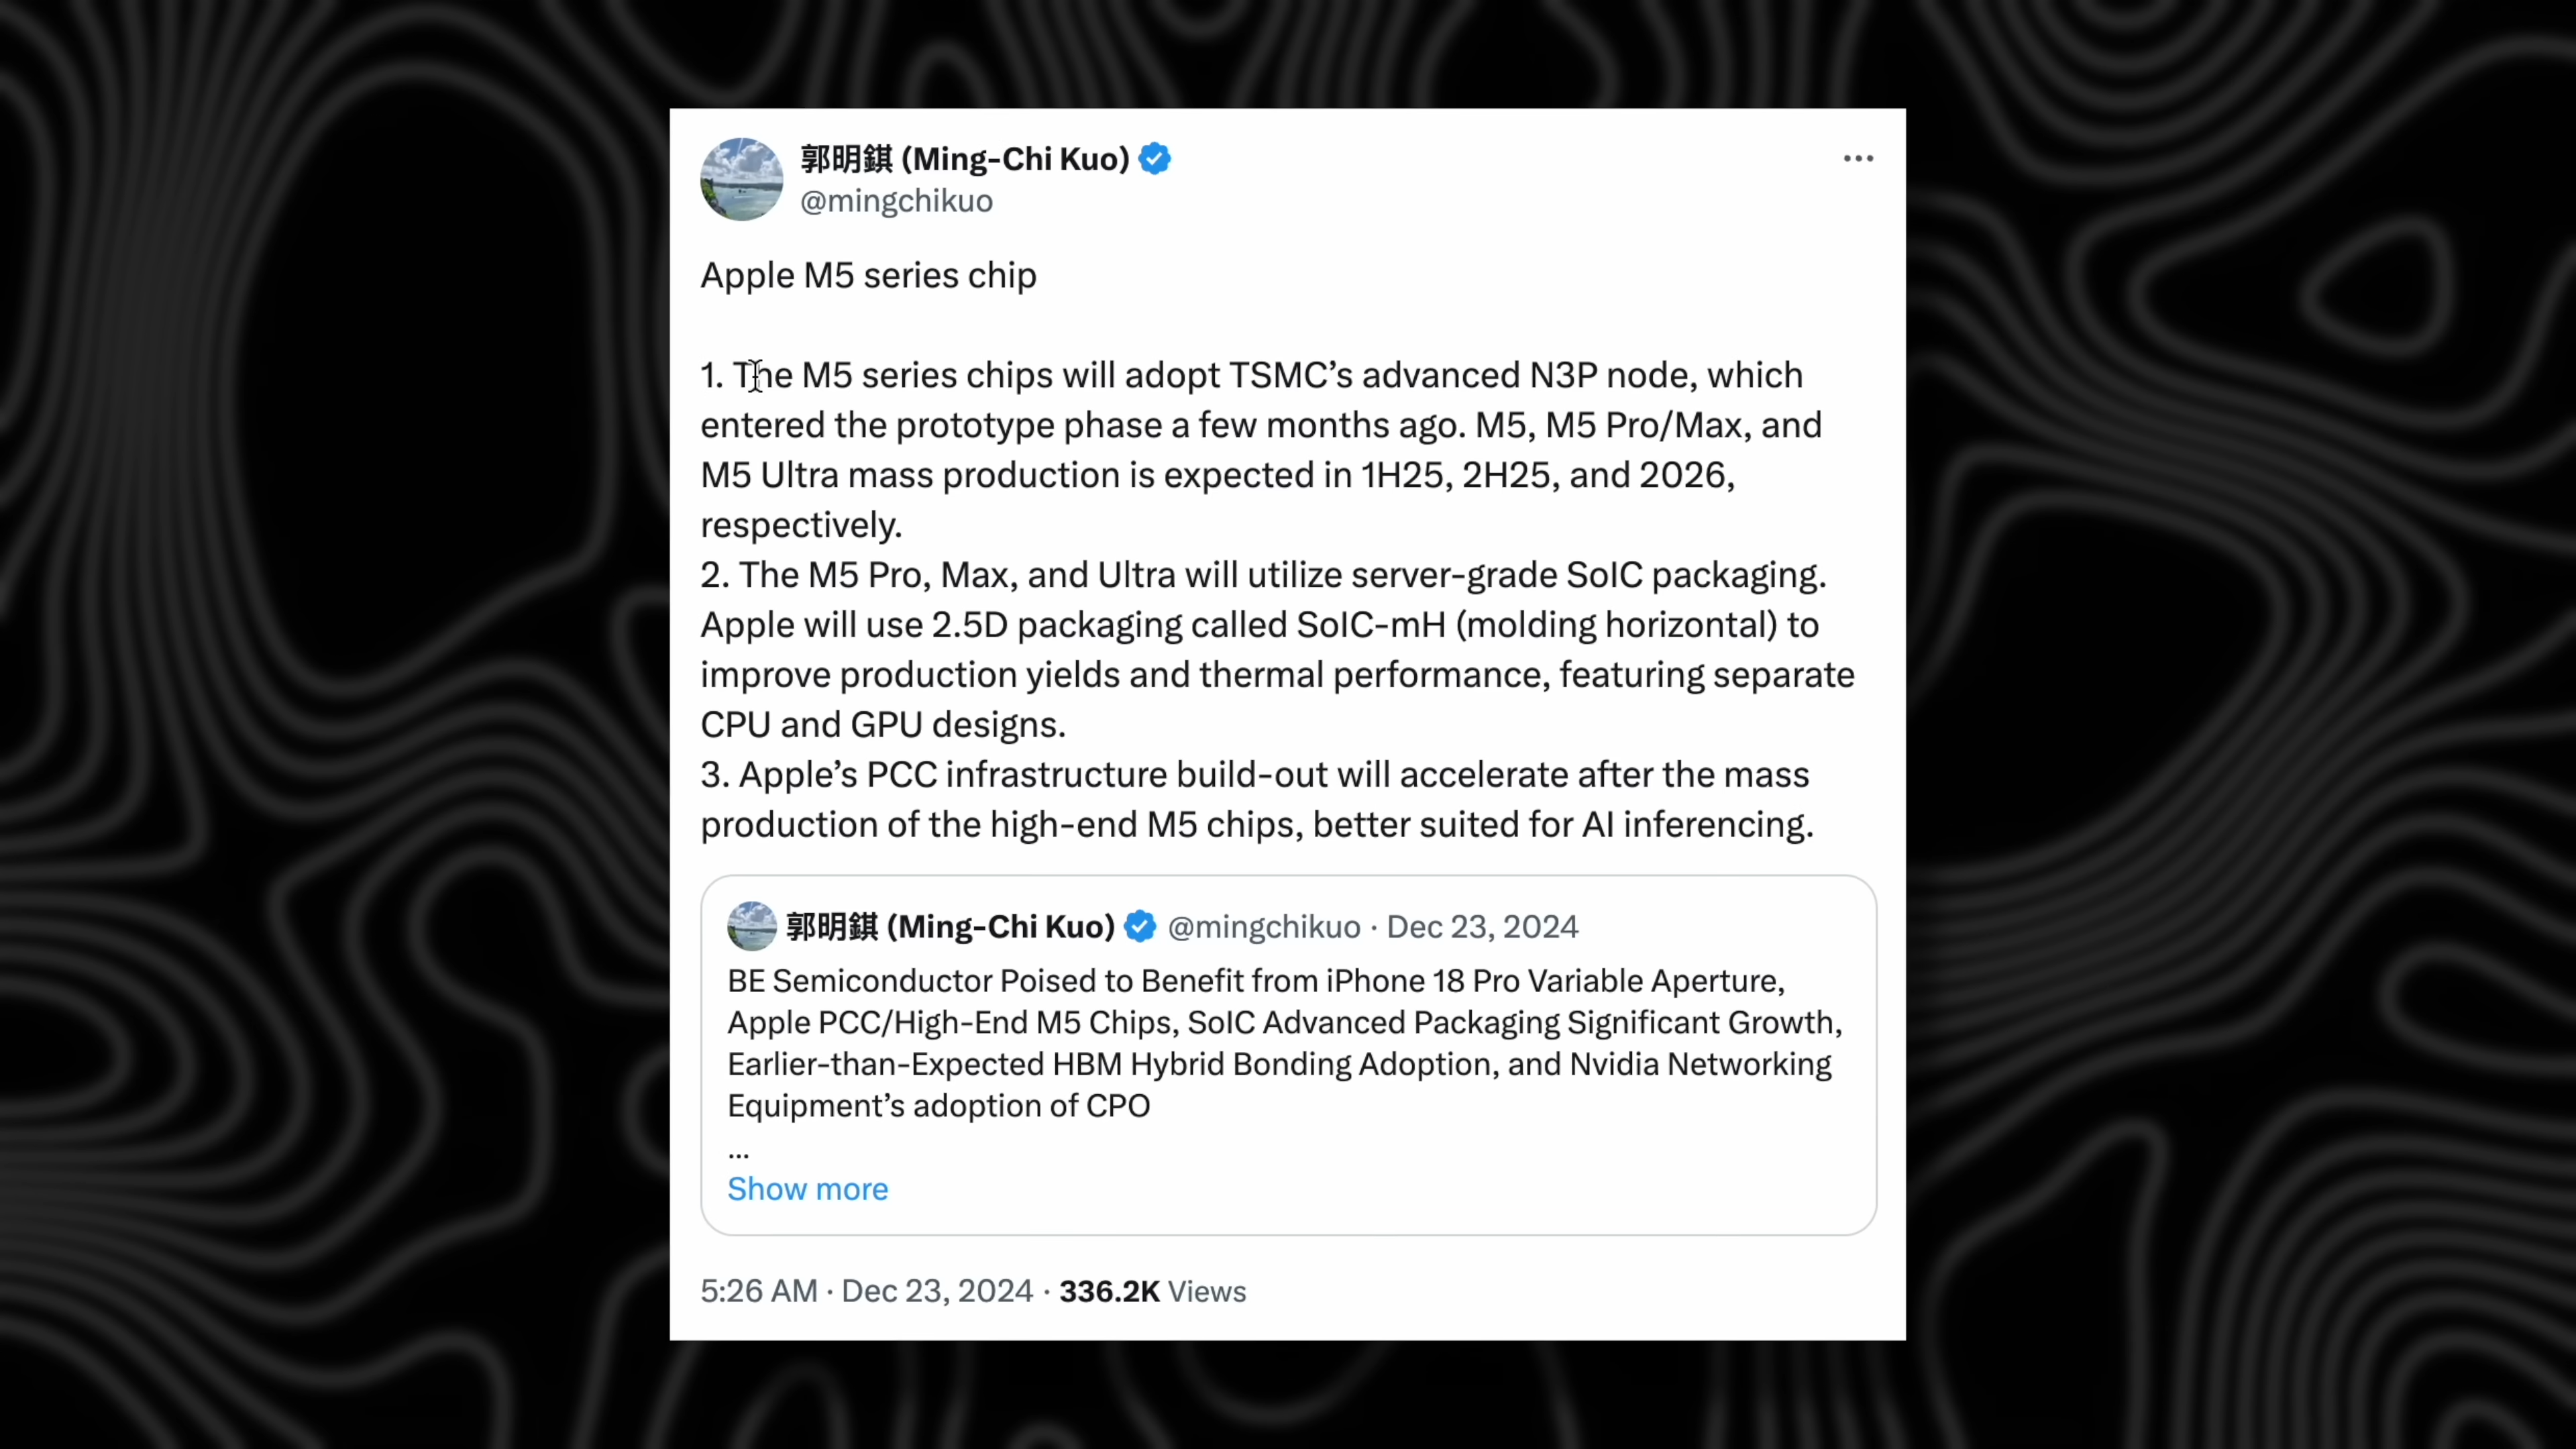 郭明錤 (Ming-Chi Kuo)
@mingchikuo
Apple M5 series chip
1. The M5 series chips will adopt TSMC’s advanced N3P node, which
entered the prototype phase a few months ago. M5, M5 Pro/Max, and
M5 Ultra mass production is expected in 1H25, 2H25, and 2026,
respectively.
2. The M5 Pro, Max, and Ultra will utilize server-grade SoIC packaging.
Apple will use 2.5D packaging called SoIC-mH (molding horizontal) to
improve production yields and thermal performance, featuring separate
CPU and GPU designs.
3. Apple’s PCC infrastructure build-out will accelerate after the mass
production of the high-end M5 chips, better suited for AI inferencing.
郭明錤 (Ming-Chi Kuo) @mingchikuo · Dec 23, 2024
BE Semiconductor Poised to Benefit from iPhone 18 Pro Variable Aperture,
Apple PCC/High-End M5 Chips, SoIC Advanced Packaging Significant Growth,
Earlier-than-Expected HBM Hybrid Bonding Adoption, and Nvidia Networking
Equipment’s adoption of CPO
...
Show more
5:26 AM · Dec 23, 2024 · 336.2K Views